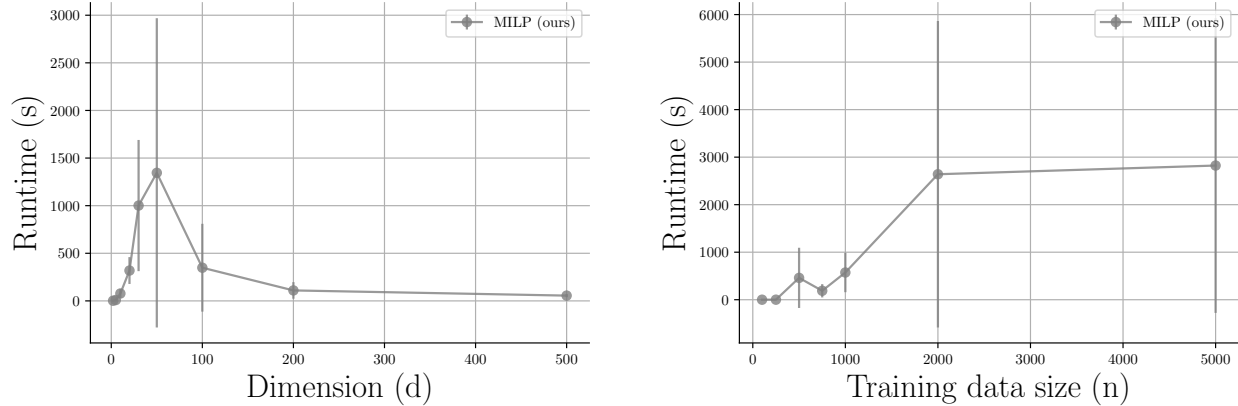 3000
2500
2000
1500
1000
500
0
Runtime (s)
MILP (ours)
0 100 200 300 400 500
Dimension (d)
6000
5000
4000
3000
2000
1000
0
Runtime (s)
MILP (ours)
0 1000 2000 3000 4000 5000
Training data size (n)